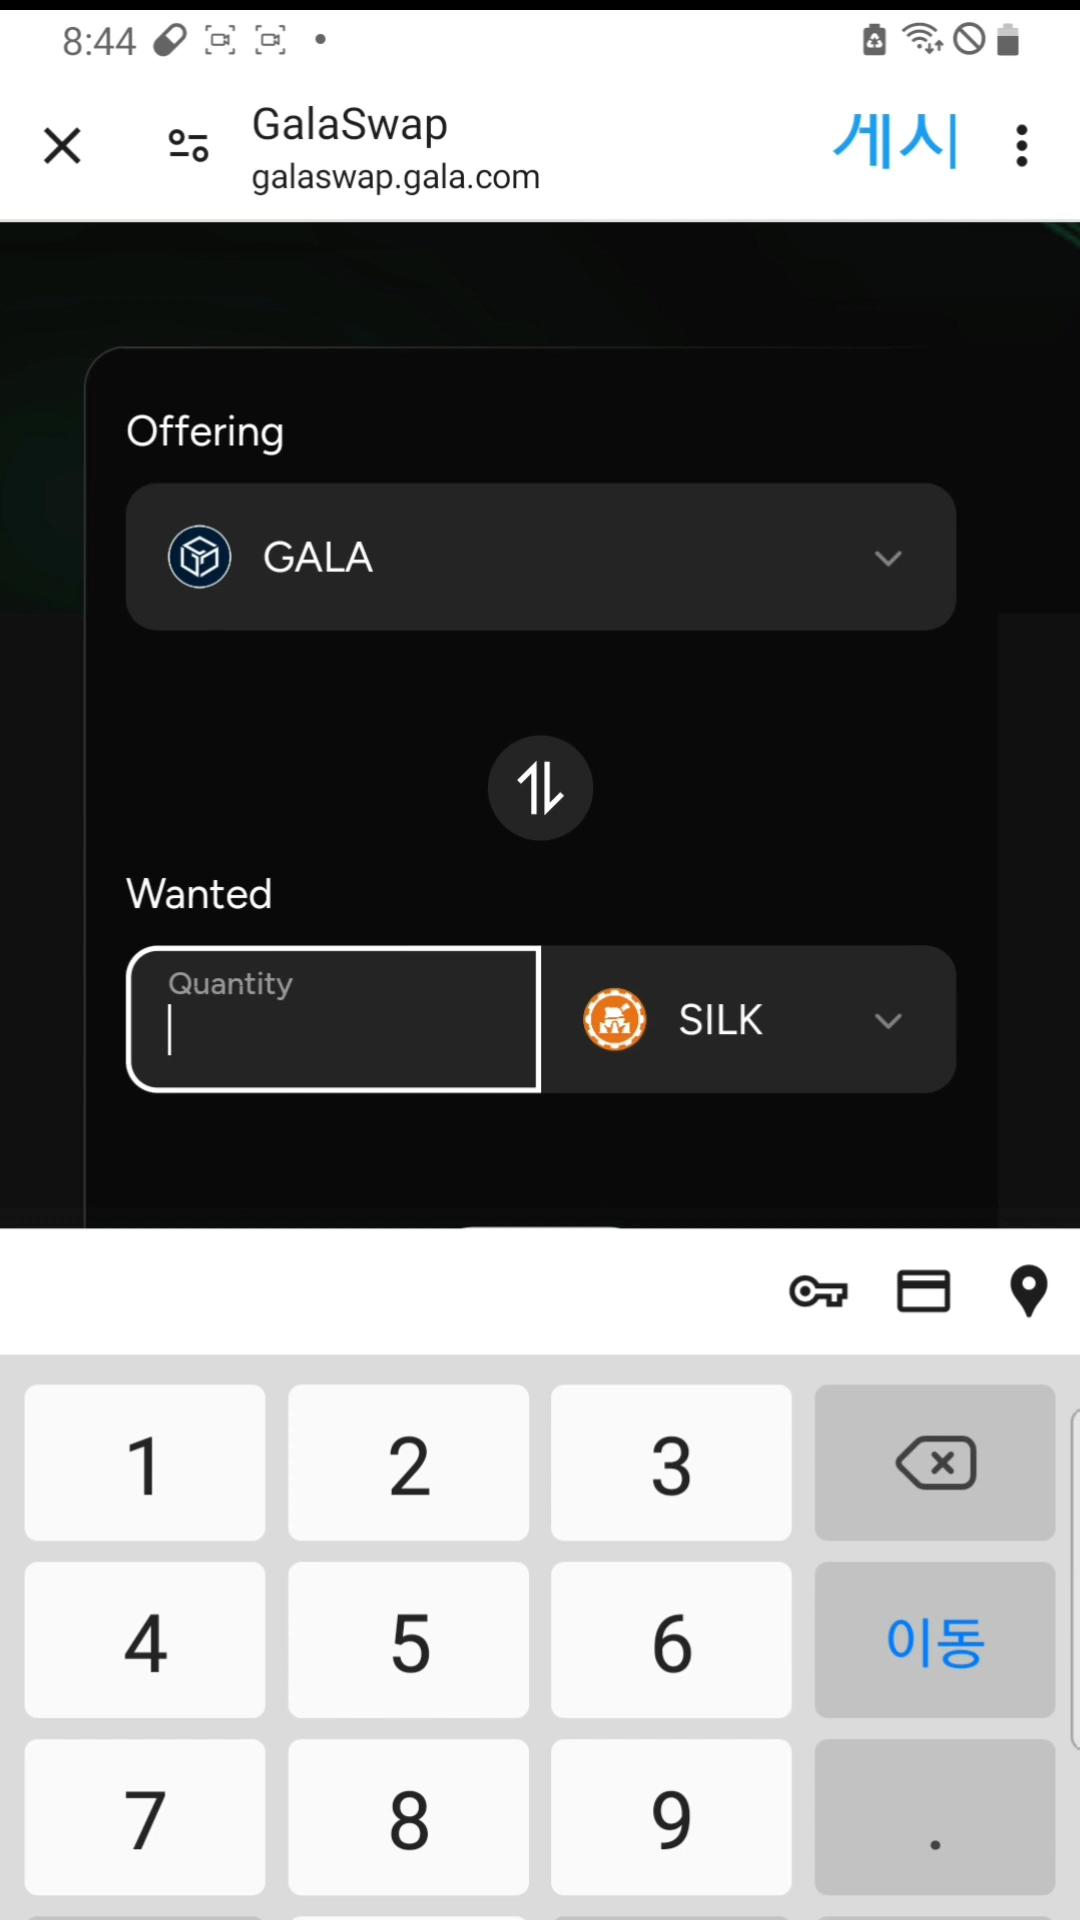 8:44
GalaSwap
galaswap.gala.com
게시
Offering
GALA
Wanted
Quantity
SILK
1 2 3
4 5 6 이동
7 8 9 .